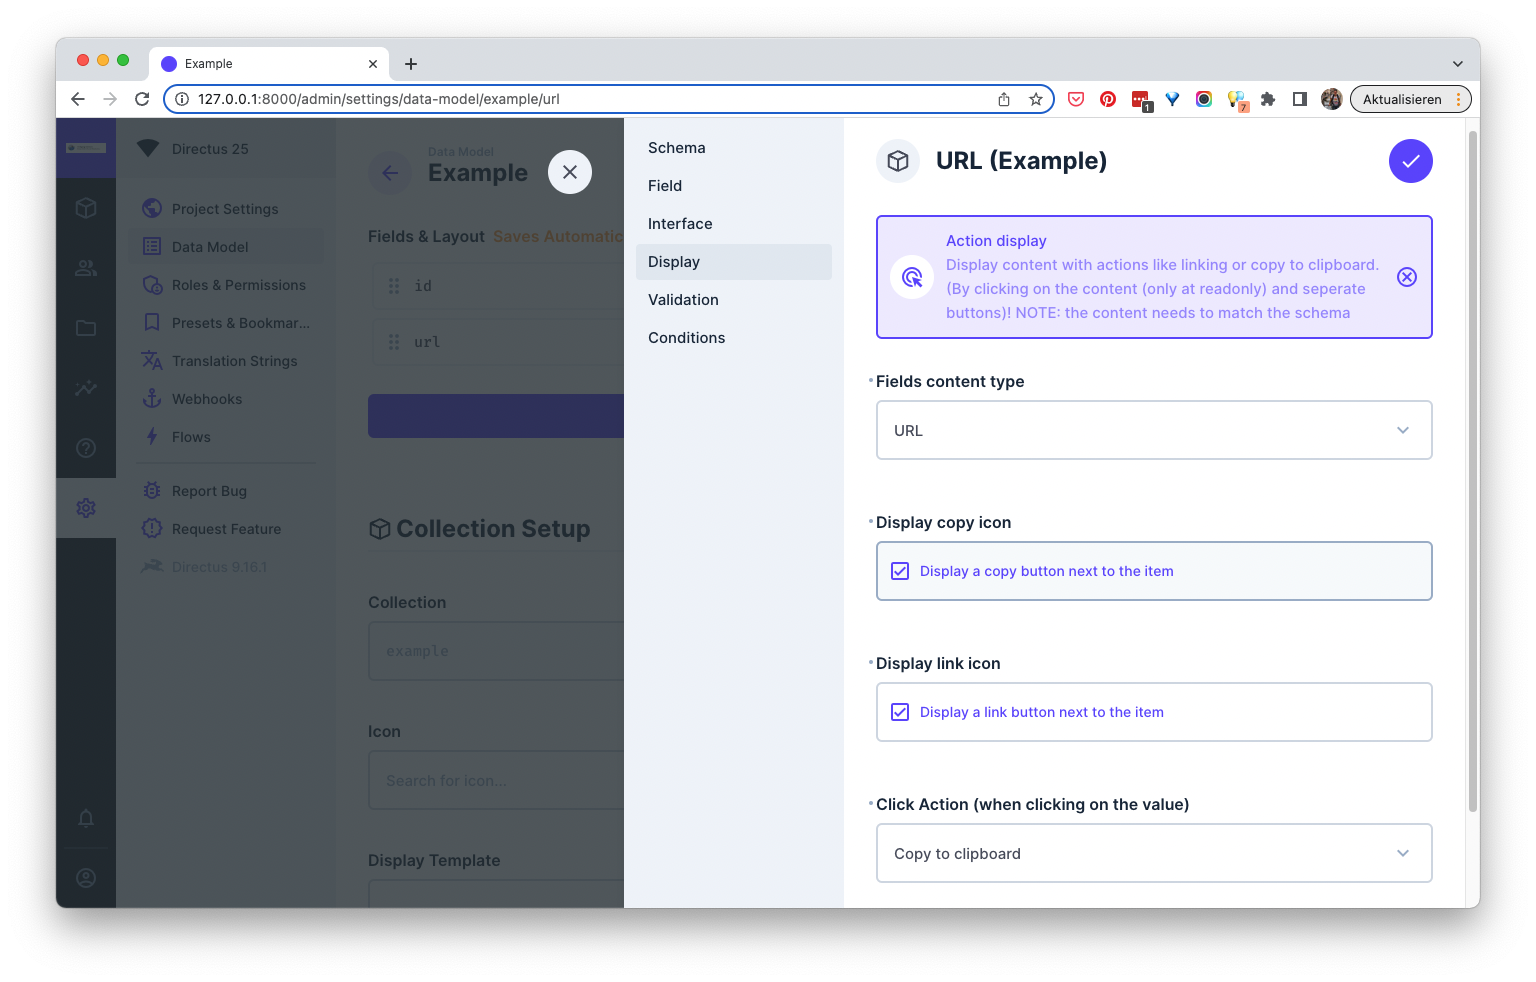 Example
127.0.0.1:8000/admin/settings/data-model/example/url
1
7
Aktualisieren
Directus 25
Project Settings
Data Model
Roles & Permissions
Presets & Bookmar...
Translation Strings
Webhooks
Flows
Report Bug
Request Feature
Directus 9.16.1
Data Model
Example
Fields & Layout Saves Automatic
id
url
Collection Setup
Collection
example
Icon
Search for icon...
Display Template
Schema
Field
Interface
Display
Validation
Conditions
URL (Example)
Action display
Display content with actions like linking or copy to clipboard.
(By clicking on the content (only at readonly) and seperate
buttons)! NOTE: the content needs to match the schema
Fields content type
URL
Display copy icon
Display a copy button next to the item
Display link icon
Display a link button next to the item
Click Action (when clicking on the value)
Copy to clipboard